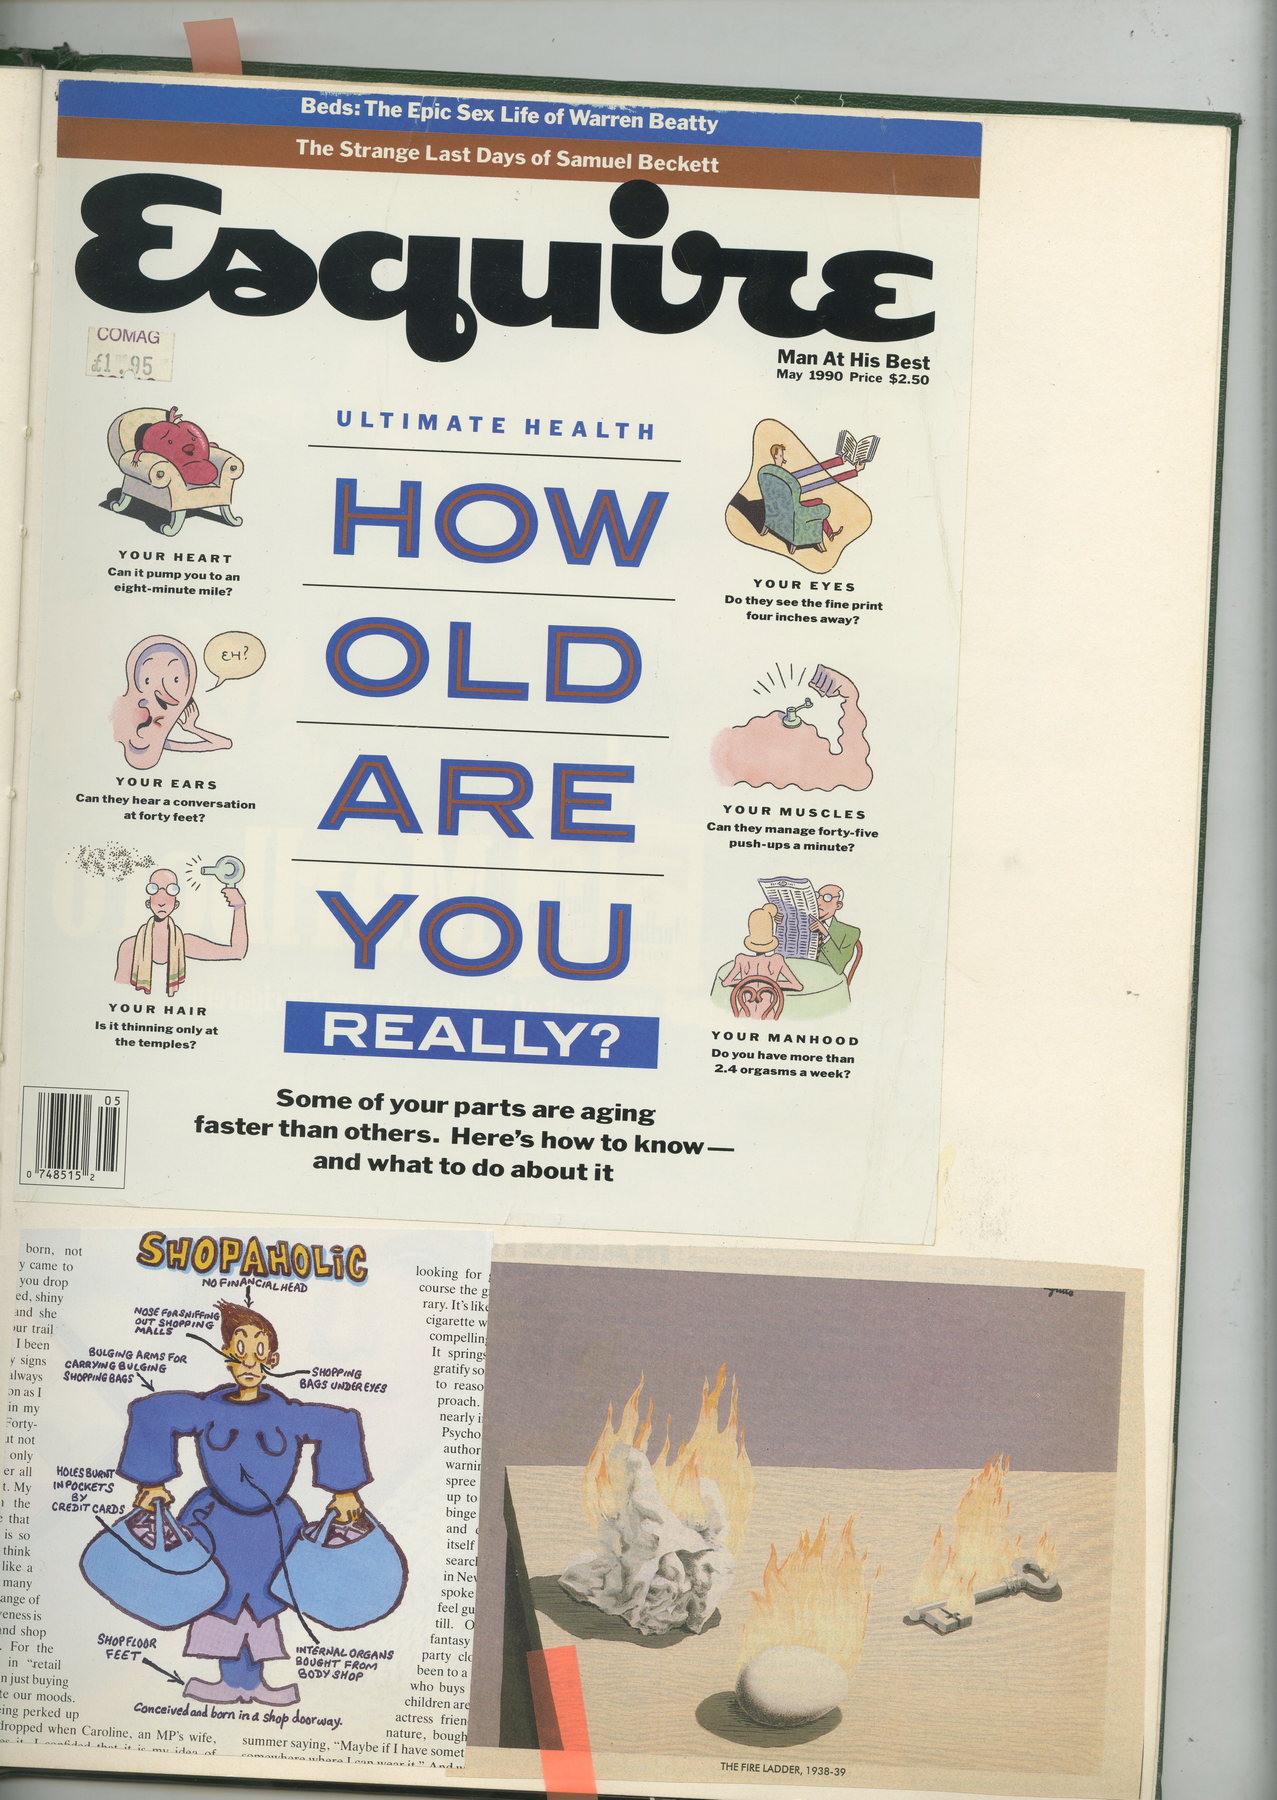 Beds: The Epic Sex Life of Warren Beatty
The Strange Last Days of Samuel Beckett
Esquire
COMAG
£1.95
Man At His Best
May 1990 Price $2.50
ULTIMATE HEALTH
HOW
OLD
ARE
YOU
REALLY?
YOUR HEART
Can it pump you to an
eight-minute mile?
EH?
YOUR EARS
Can they hear a conversation
at forty feet?
YOUR HAIR
Is it thinning only at
the temples?
YOUR EYES
Do they see the fine print
four inches away?
YOUR MUSCLES
Can they manage forty-five
push-ups a minute?
YOUR MANHOOD
Do you have more than
2.4 orgasms a week?
Some of your parts are aging
faster than others. Here's how to know—
and what to do about it
05
0 748515 2
born, not
y came to
you drop
ed, shiny
and she
our trail
I been
y signs
always
on as I
in my
Forty-
ut not
only
er all
t. My
the
e that
is so
think
like a
many
ange of
eness is
nd shop
. For the
in "retail
n just buying
te our moods.
ing perked up
dropped when Caroline, an MP's wife,
SHOPAHOLIC
NO FINANCIAL HEAD
NOSE FOR SNIFFING
OUT SHOPPING
MALLS
BULGING ARMS FOR
CARRYING BULGING
SHOPPING BAGS
SHOPPING
BAGS UNDER EYES
HOLES BURNT
IN POCKETS
BY
CREDIT CARDS
SHOPFLOOR
FEET
INTERNAL ORGANS
BOUGHT FROM
BODY SHOP
Conceived and born in a shop doorway.
looking for
course the g
rary. It's like
cigarette w
compelling
It springs
gratify so
to reaso
proach.
nearly i
Psycho
author
warnin
spree
up to
binge
and
itself
search
in New
spoke
feel gu
till. O
fantasy
party clo
been to a
who buys
children are
actress frien
nature, bough
summer saying, "Maybe if I have somet
somewhere where I can wear it." And w
THE FIRE LADDER, 1938-39